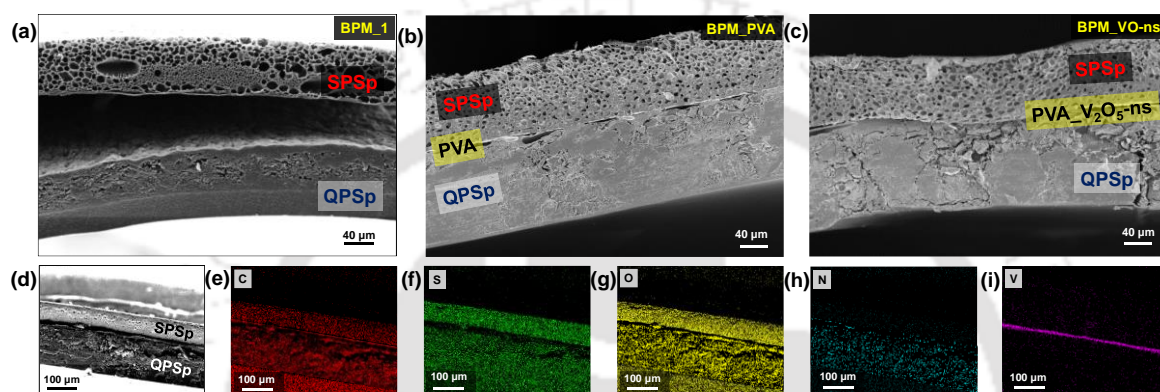 (a)
BPM_1
SPSp
QPSp
40 µm
(b)
BPM_PVA
SPSp
PVA
QPSp
40 µm
(c)
BPM_VO-ns
SPSp
PVA_V₂O₅-ns
QPSp
40 µm
(d)
SPSp
QPSp
100 µm
(e)
C
100 µm
(f)
S
100 µm
(g)
O
100 µm
(h)
N
100 µm
(i)
V
100 µm